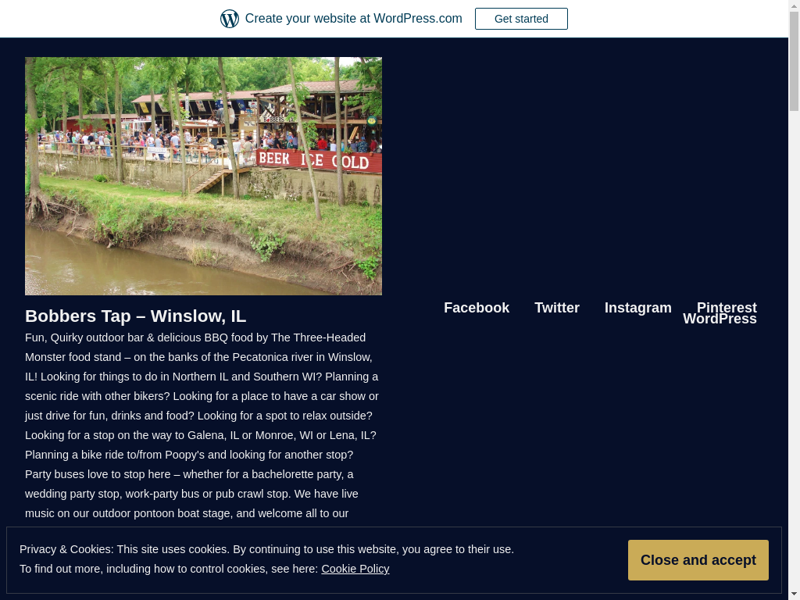 Create your website at WordPress.com
Get started
BEER ICE COLD
Bobbers Tap – Winslow, IL
Fun, Quirky outdoor bar & delicious BBQ food by The Three-Headed
Monster food stand – on the banks of the Pecatonica river in Winslow,
IL! Looking for things to do in Northern IL and Southern WI? Planning a
scenic ride with other bikers? Looking for a place to have a car show or
just drive for fun, drinks and food? Looking for a spot to relax outside?
Looking for a stop on the way to Galena, IL or Monroe, WI or Lena, IL?
Planning a bike ride to/from Poopy's and looking for another stop?
Party buses love to stop here – whether for a bachelorette party, a
wedding party stop, work-party bus or pub crawl stop. We have live
music on our outdoor pontoon boat stage, and welcome all to our
Facebook Twitter Instagram Pinterest
WordPress
Privacy & Cookies: This site uses cookies. By continuing to use this website, you agree to their use.
To find out more, including how to control cookies, see here: Cookie Policy
Close and accept